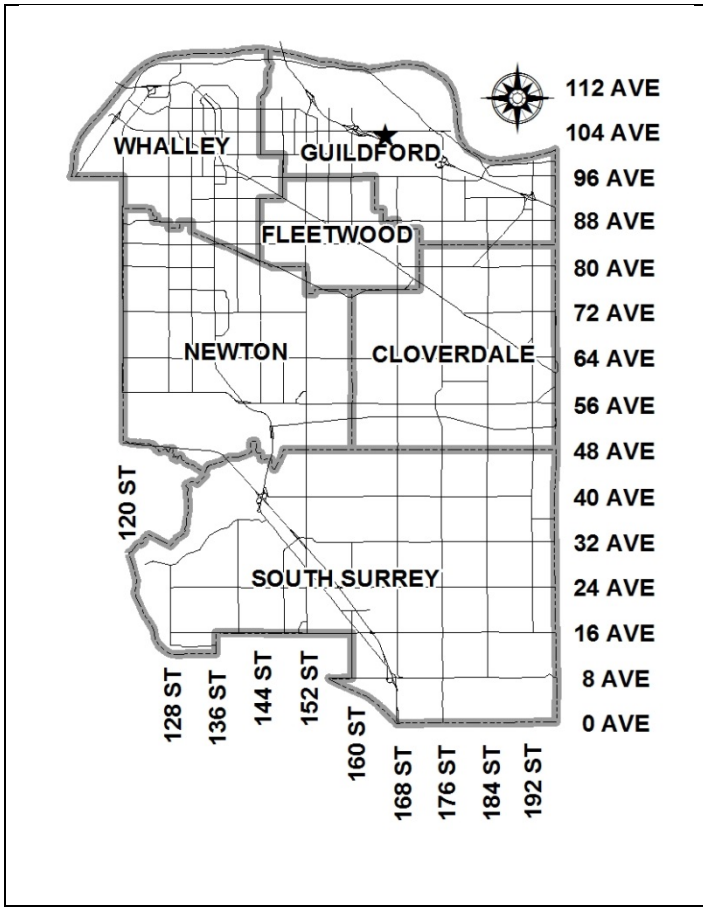 112 AVE
104 AVE
WHALLEY
GUILDFORD
96 AVE
88 AVE
FLEETWOOD
80 AVE
72 AVE
NEWTON
CLOVERDALE
64 AVE
56 AVE
48 AVE
120 ST
40 AVE
32 AVE
SOUTH SURREY
24 AVE
16 AVE
128 ST
136 ST
144 ST
152 ST
8 AVE
160 ST
0 AVE
168 ST
176 ST
184 ST
192 ST